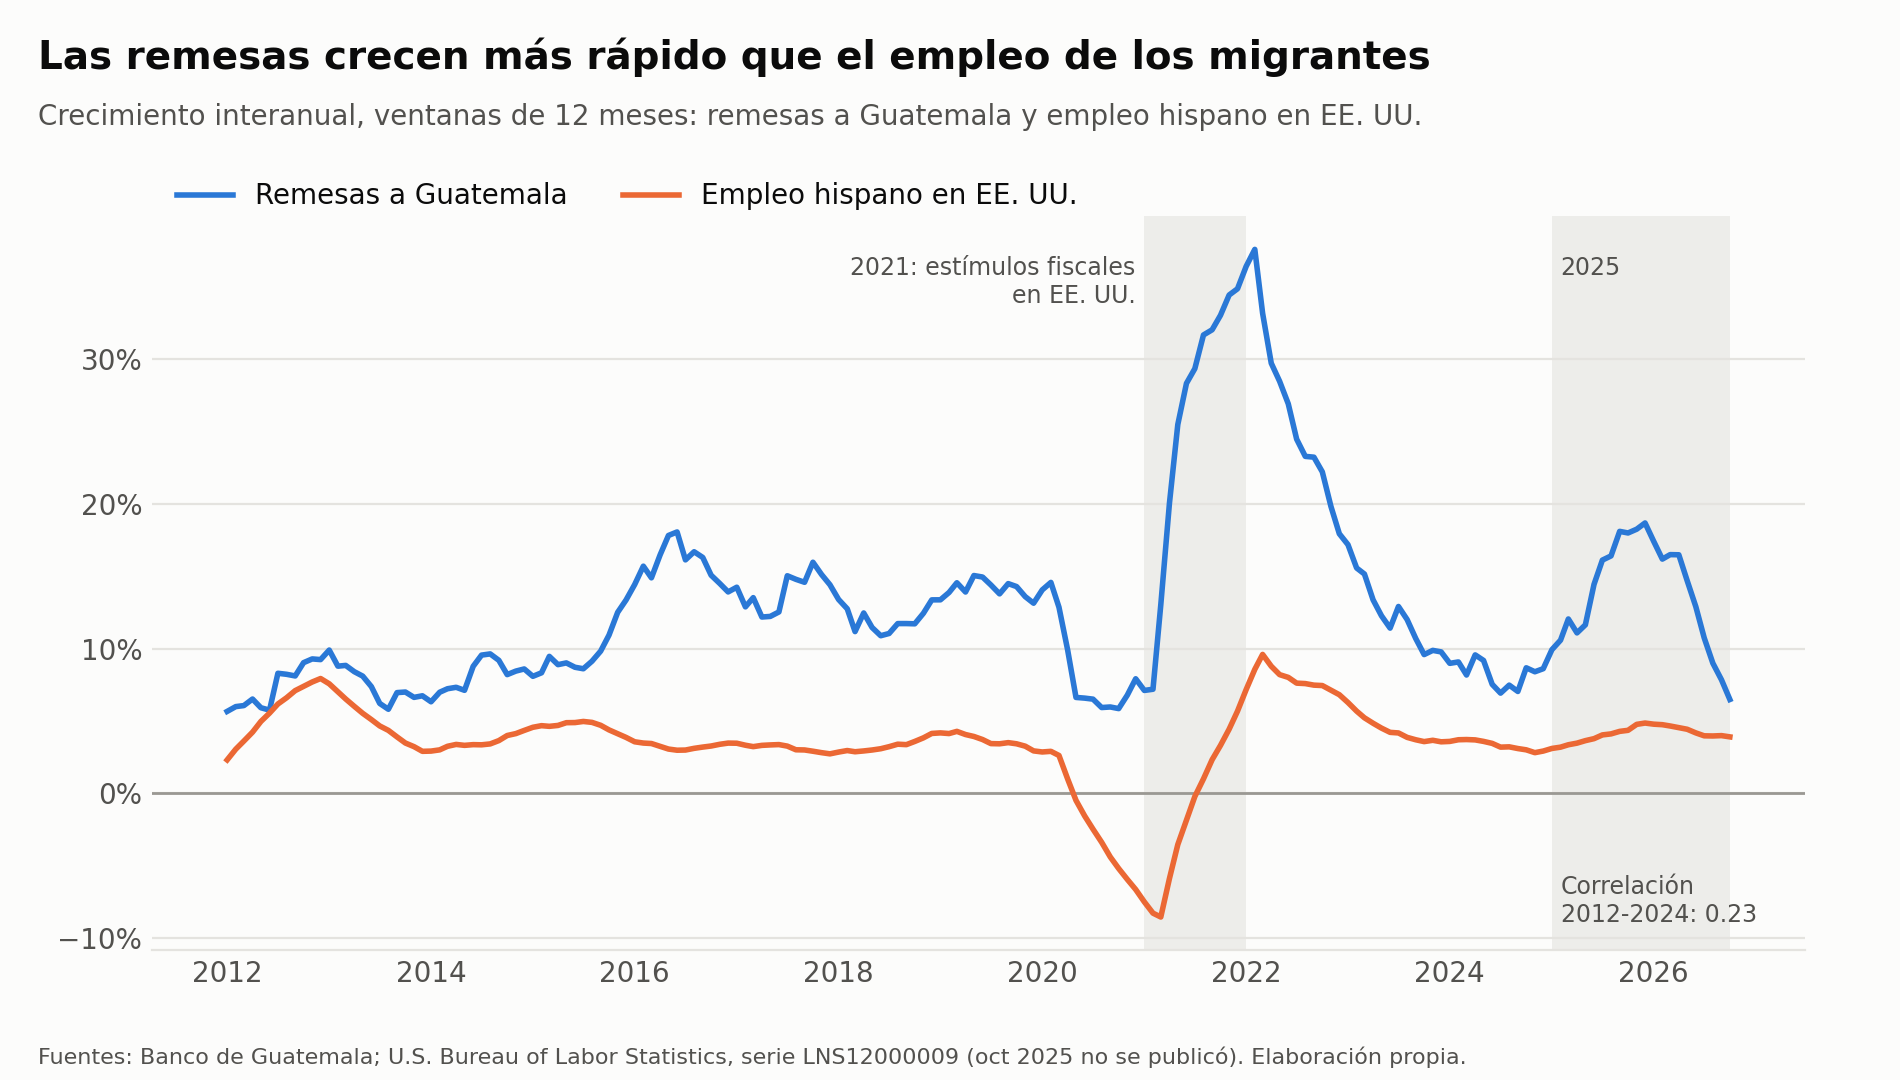 Las remesas crecen más rápido que el empleo de los migrantes
Crecimiento interanual, ventanas de 12 meses: remesas a Guatemala y empleo hispano en EE. UU.
Remesas a Guatemala
Empleo hispano en EE. UU.
2021: estímulos fiscales
en EE. UU.
2025
30%
20%
10%
0%
−10%
Correlación
2012-2024: 0.23
2012 2014 2016 2018 2020 2022 2024 2026
Fuentes: Banco de Guatemala; U.S. Bureau of Labor Statistics, serie LNS12000009 (oct 2025 no se publicó). Elaboración propia.